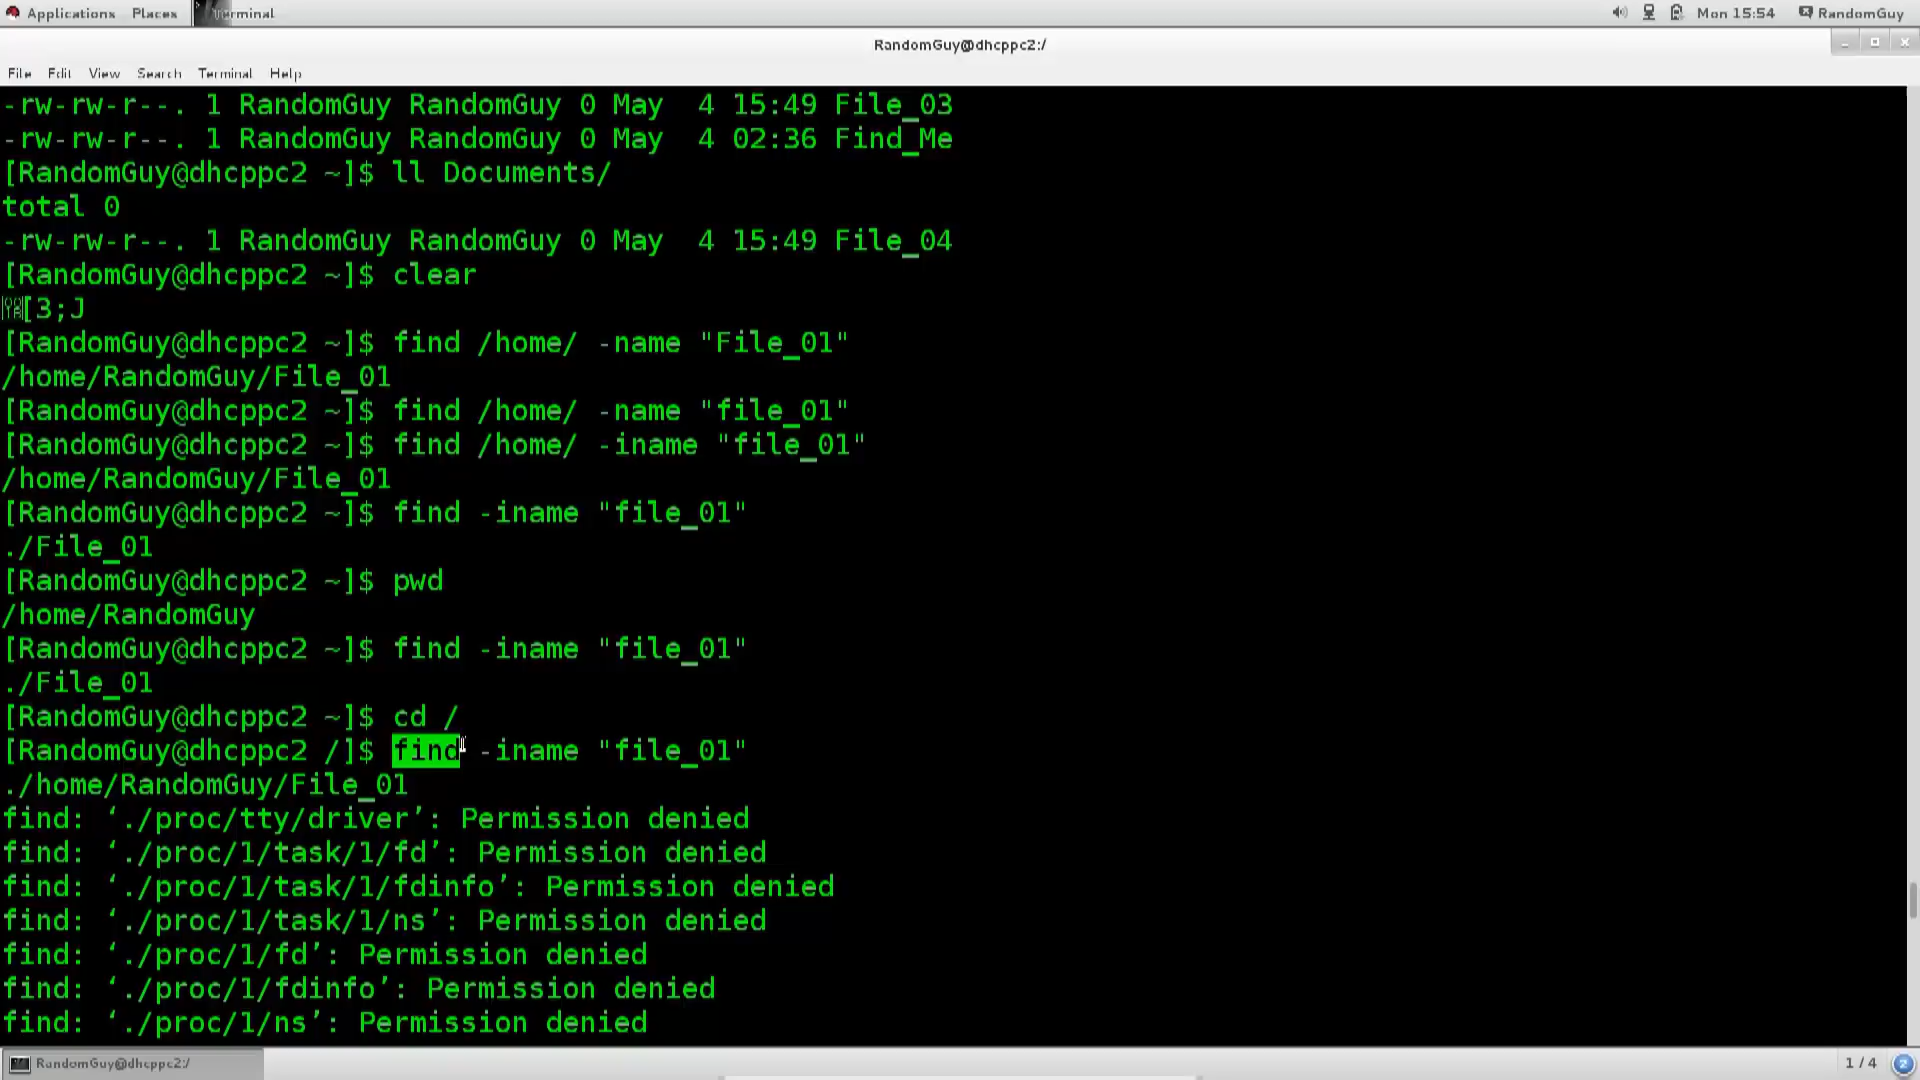 Applications Places Terminal Mon 15:54 RandomGuy
RandomGuy@dhcppc2:/
File Edit View Search Terminal Help
-rw-rw-r--. 1 RandomGuy RandomGuy 0 May  4 15:49 File_03
-rw-rw-r--. 1 RandomGuy RandomGuy 0 May  4 02:36 Find_Me
[RandomGuy@dhcppc2 ~]$ ll Documents/
total 0
-rw-rw-r--. 1 RandomGuy RandomGuy 0 May  4 15:49 File_04
[RandomGuy@dhcppc2 ~]$ clear
[3;J
[RandomGuy@dhcppc2 ~]$ find /home/ -name "File_01"
/home/RandomGuy/File_01
[RandomGuy@dhcppc2 ~]$ find /home/ -name "file_01"
[RandomGuy@dhcppc2 ~]$ find /home/ -iname "file_01"
/home/RandomGuy/File_01
[RandomGuy@dhcppc2 ~]$ find -iname "file_01"
./File_01
[RandomGuy@dhcppc2 ~]$ pwd
/home/RandomGuy
[RandomGuy@dhcppc2 ~]$ find -iname "file_01"
./File_01
[RandomGuy@dhcppc2 ~]$ cd /
[RandomGuy@dhcppc2 /]$ find -iname "file_01"
./home/RandomGuy/File_01
find: ‘./proc/tty/driver’: Permission denied
find: ‘./proc/1/task/1/fd’: Permission denied
find: ‘./proc/1/task/1/fdinfo’: Permission denied
find: ‘./proc/1/task/1/ns’: Permission denied
find: ‘./proc/1/fd’: Permission denied
find: ‘./proc/1/fdinfo’: Permission denied
find: ‘./proc/1/ns’: Permission denied
RandomGuy@dhcppc2:/ 1 / 4 2